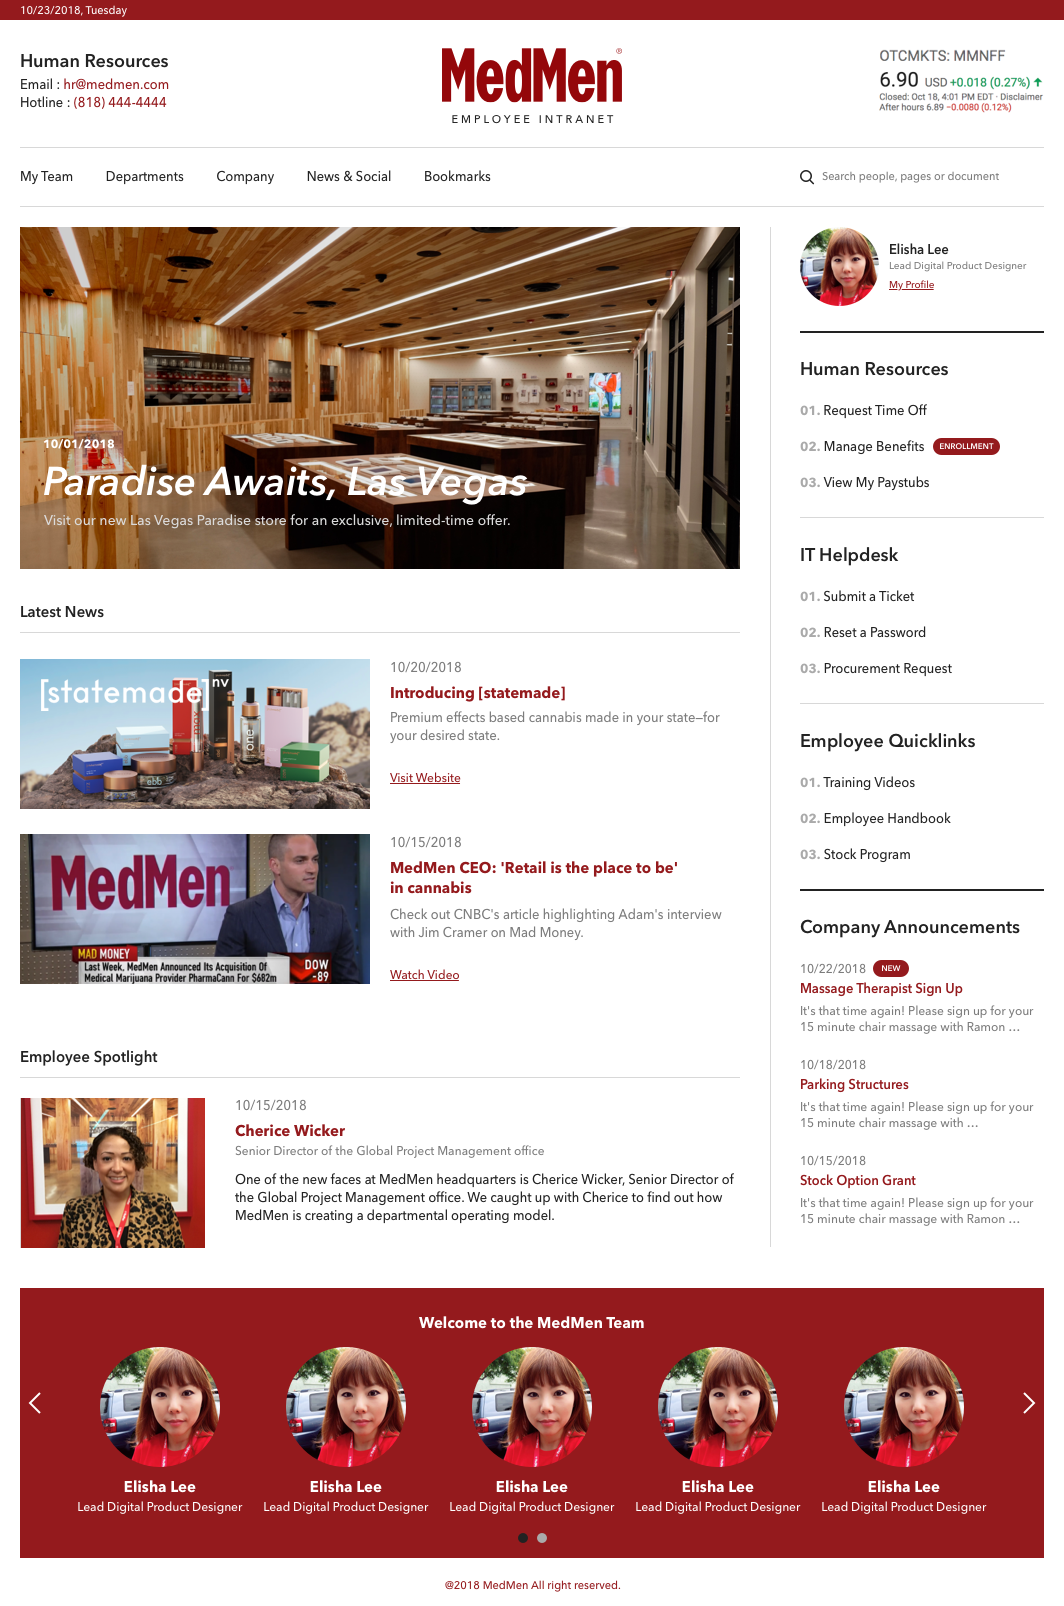 10/23/2018, Tuesday
Human Resources
Email : hr@medmen.com
Hotline : (818) 444-4444
MedMen®
EMPLOYEE INTRANET
OTCMKTS: MMNFF
6.90 USD +0.018 (0.27%) ↑
Closed: Oct 18, 4:01 PM EDT · Disclaimer
After hours 6.89 −0.0080 (0.12%)
My Team
Departments
Company
News & Social
Bookmarks
Search people, pages or document
10/01/2018
Paradise Awaits, Las Vegas
Visit our new Las Vegas Paradise store for an exclusive, limited-time offer.
Latest News
[statemade]nv
max
one
ebb
10/20/2018
Introducing [statemade]
Premium effects based cannabis made in your state—for
your desired state.
Visit Website
MedMen
MAD MONEY
Last Week, MedMen Announced Its Acquisition Of
Medical Marijuana Provider PharmaCann For $682m
DOW
-89
10/15/2018
MedMen CEO: 'Retail is the place to be'
in cannabis
Check out CNBC's article highlighting Adam's interview
with Jim Cramer on Mad Money.
Watch Video
Employee Spotlight
10/15/2018
Cherice Wicker
Senior Director of the Global Project Management office
One of the new faces at MedMen headquarters is Cherice Wicker, Senior Director of
the Global Project Management office. We caught up with Cherice to find out how
MedMen is creating a departmental operating model.
Elisha Lee
Lead Digital Product Designer
My Profile
Human Resources
01. Request Time Off
02. Manage Benefits ENROLLMENT
03. View My Paystubs
IT Helpdesk
01. Submit a Ticket
02. Reset a Password
03. Procurement Request
Employee Quicklinks
01. Training Videos
02. Employee Handbook
03. Stock Program
Company Announcements
10/22/2018 NEW
Massage Therapist Sign Up
It's that time again! Please sign up for your
15 minute chair massage with Ramon ...
10/18/2018
Parking Structures
It's that time again! Please sign up for your
15 minute chair massage with ...
10/15/2018
Stock Option Grant
It's that time again! Please sign up for your
15 minute chair massage with Ramon ...
Welcome to the MedMen Team
Elisha Lee
Lead Digital Product Designer
Elisha Lee
Lead Digital Product Designer
Elisha Lee
Lead Digital Product Designer
Elisha Lee
Lead Digital Product Designer
Elisha Lee
Lead Digital Product Designer
@2018 MedMen All right reserved.